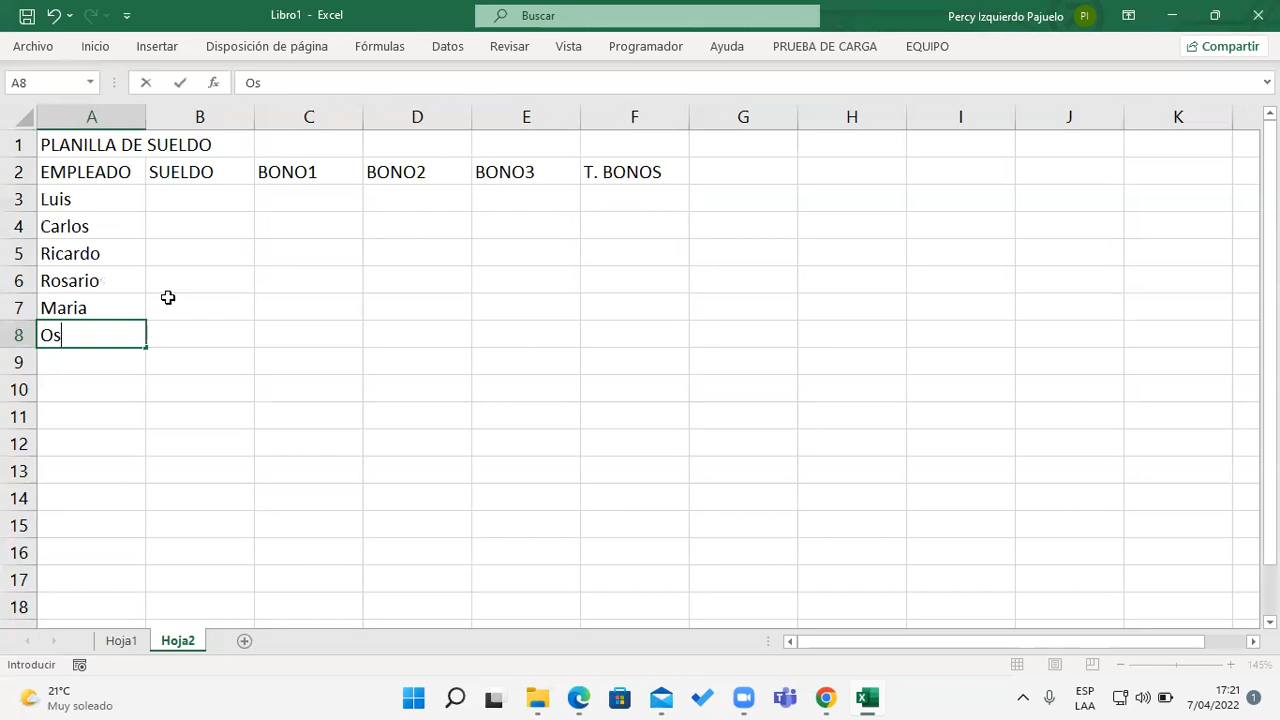 Libro1 - Excel
Buscar
Percy Izquierdo Pajuelo
PI
Archivo Inicio Insertar Disposición de página Fórmulas Datos Revisar Vista Programador Ayuda PRUEBA DE CARGA EQUIPO Compartir
A8 fx Os
A B C D E F G H I J K
1 PLANILLA DE SUELDO
2 EMPLEADO SUELDO BONO1 BONO2 BONO3 T. BONOS
3 Luis
4 Carlos
5 Ricardo
6 Rosario
7 Maria
8 Os
9
10
11
12
13
14
15
16
17
18
Hoja1 Hoja2
Introducir 145%
21°C
Muy soleado
ESP
LAA
17:21
7/04/2022
1